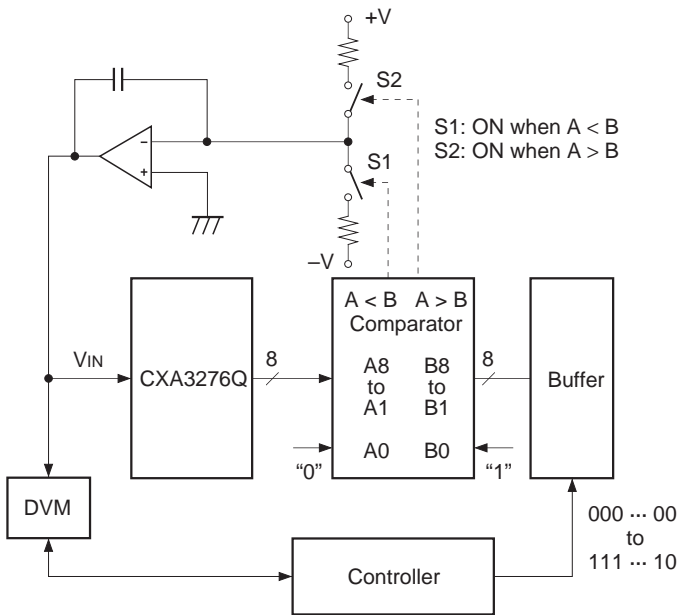 +V
S2
S1: ON when A < B
S2: ON when A > B
−
+
S1
–V
A < B A > B
Comparator
VIN
8
CXA3276Q
A8
to
A1
B8
to
B1
8
Buffer
A0 B0
"0"
"1"
DVM
000 ··· 00
to
111 ··· 10
Controller